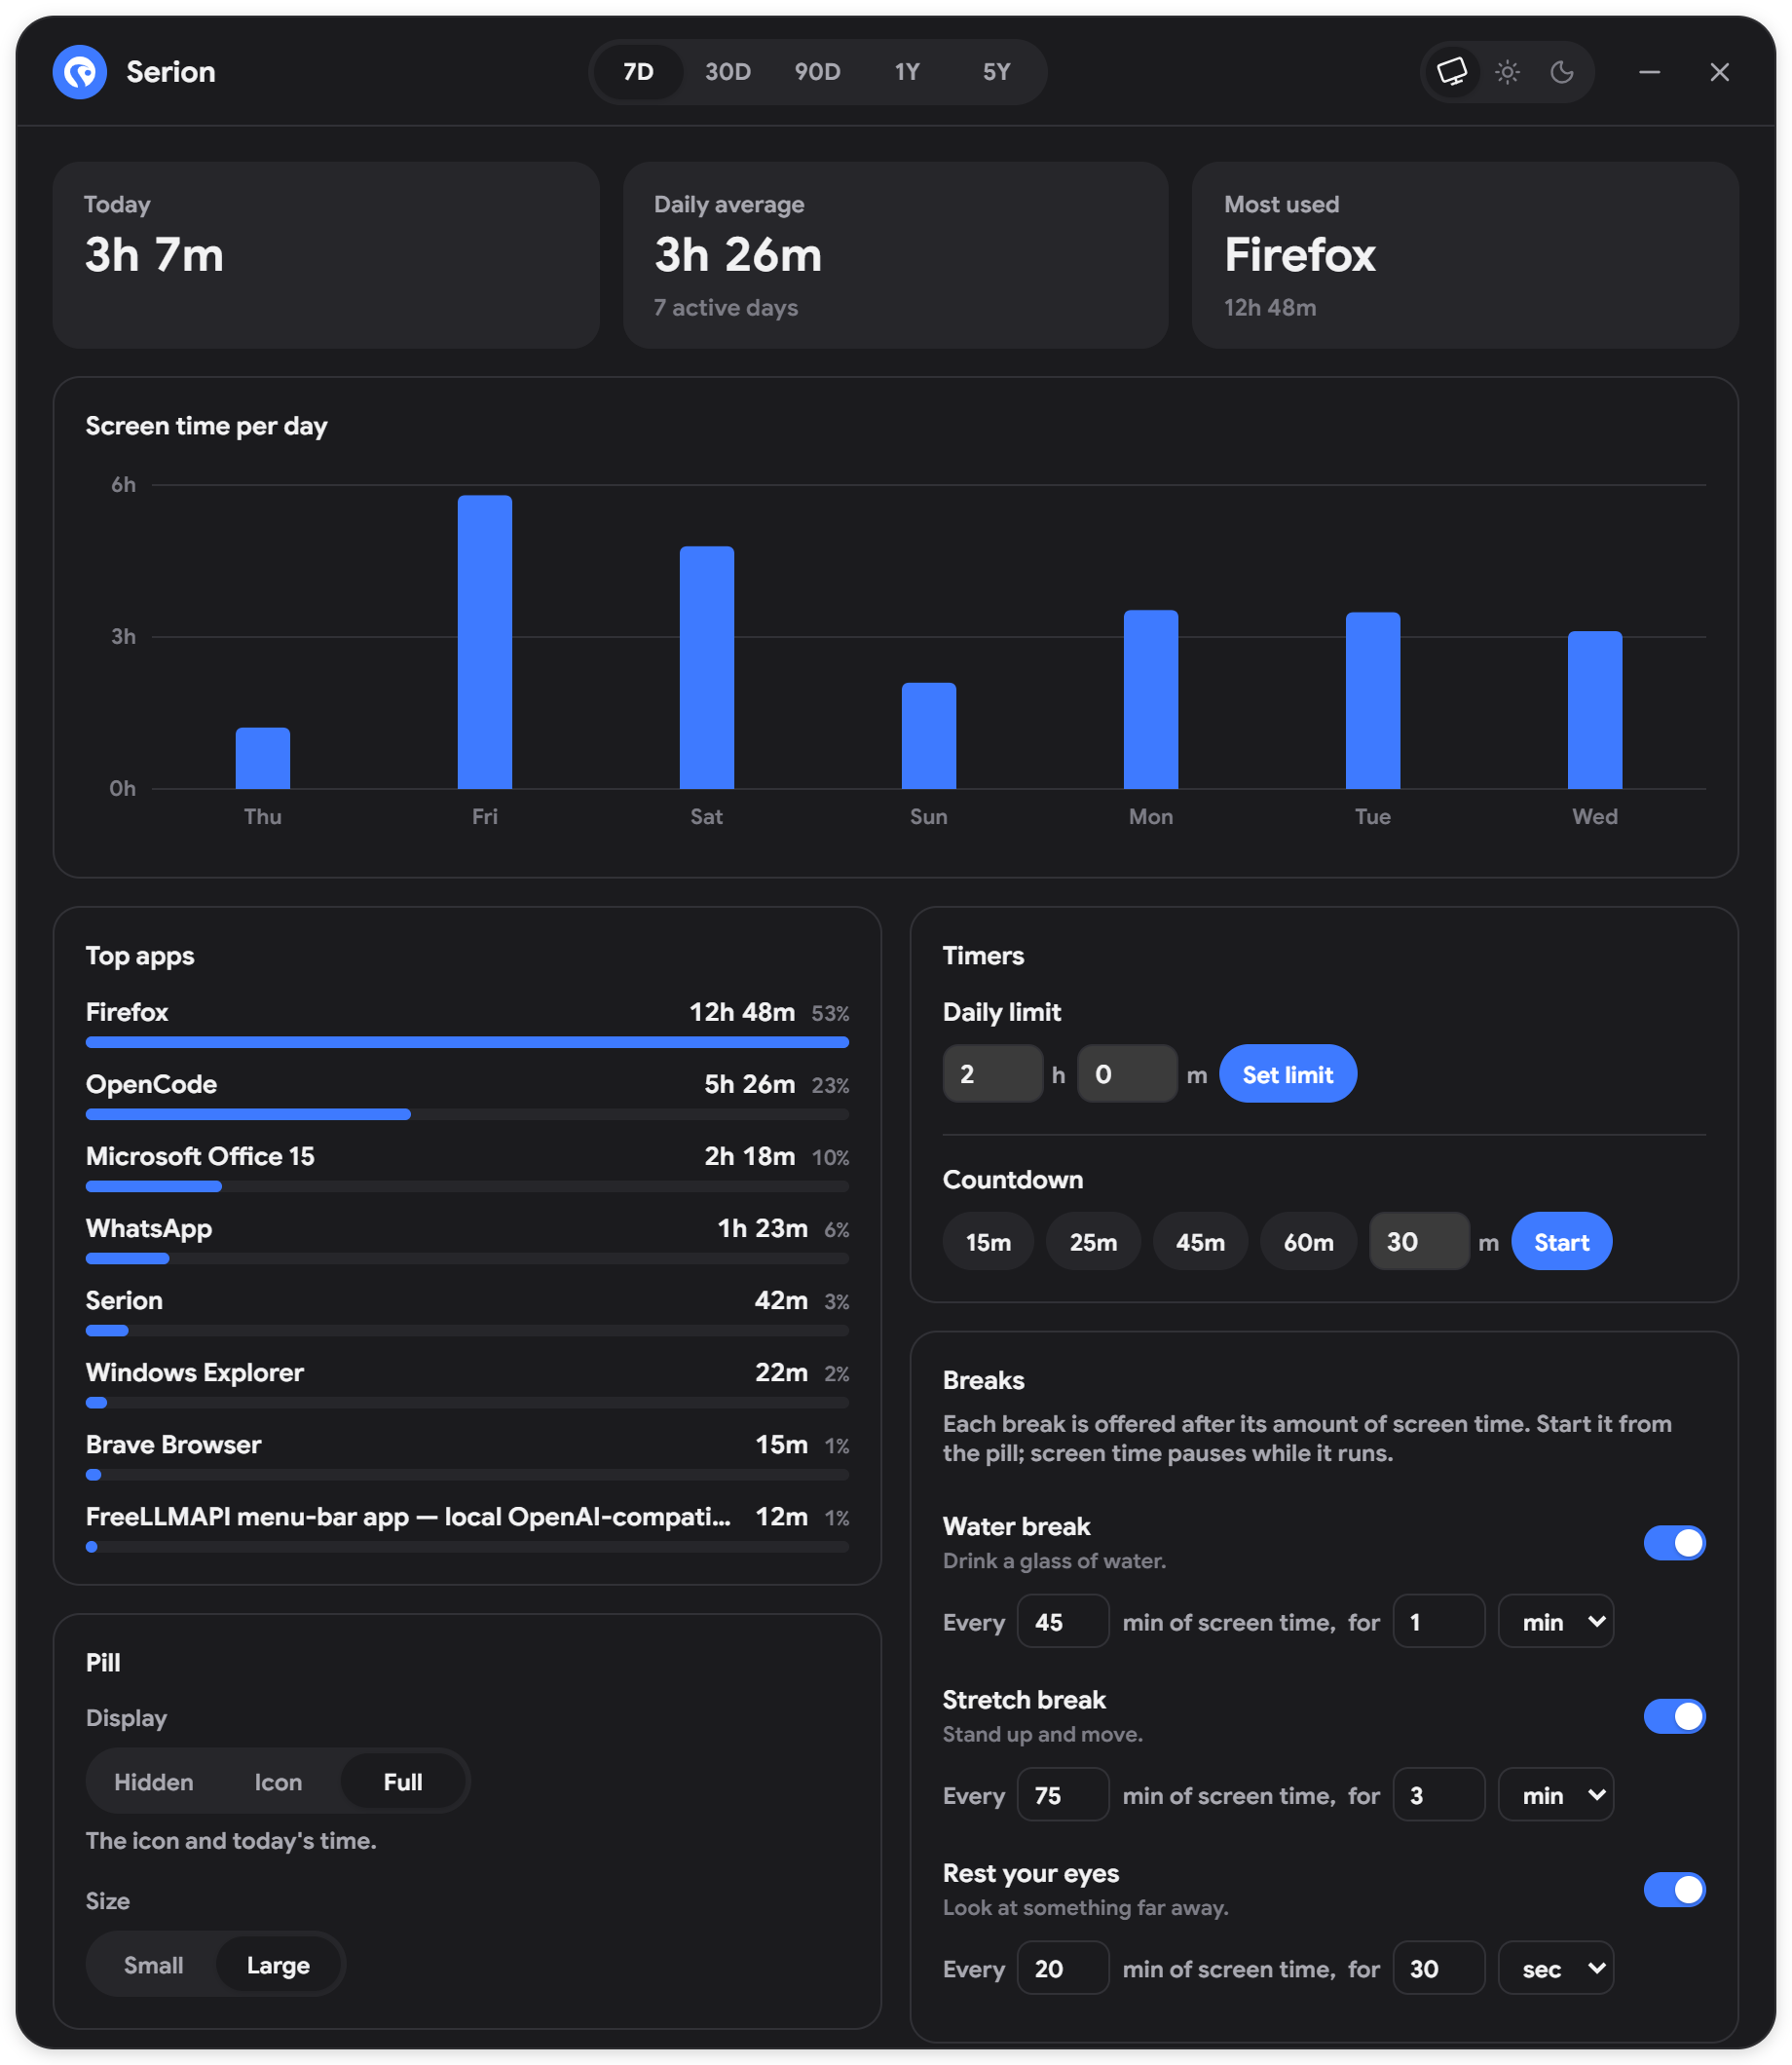 Serion
7D 30D 90D 1Y 5Y
Today
3h 7m
Daily average
3h 26m
7 active days
Most used
Firefox
12h 48m
Screen time per day
6h
3h
0h
Thu Fri Sat Sun Mon Tue Wed
Top apps
Firefox 12h 48m 53%
OpenCode 5h 26m 23%
Microsoft Office 15 2h 18m 10%
WhatsApp 1h 23m 6%
Serion 42m 3%
Windows Explorer 22m 2%
Brave Browser 15m 1%
FreeLLMAPI menu-bar app — local OpenAI-compati... 12m 1%
Pill
Display
Hidden Icon Full
The icon and today's time.
Size
Small Large
Timers
Daily limit
2 h 0 m Set limit
Countdown
15m 25m 45m 60m 30 m Start
Breaks
Each break is offered after its amount of screen time. Start it from
the pill; screen time pauses while it runs.
Water break
Drink a glass of water.
Every 45 min of screen time, for 1 min
Stretch break
Stand up and move.
Every 75 min of screen time, for 3 min
Rest your eyes
Look at something far away.
Every 20 min of screen time, for 30 sec